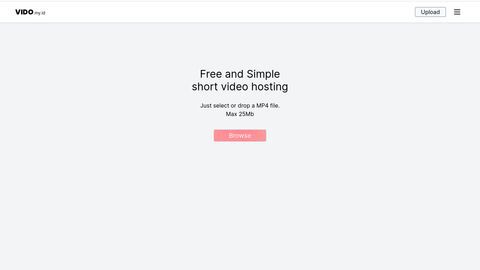 VIDO.my.id
Upload
Free and Simple
short video hosting
Just select or drop a MP4 file.
Max 25Mb
Browse